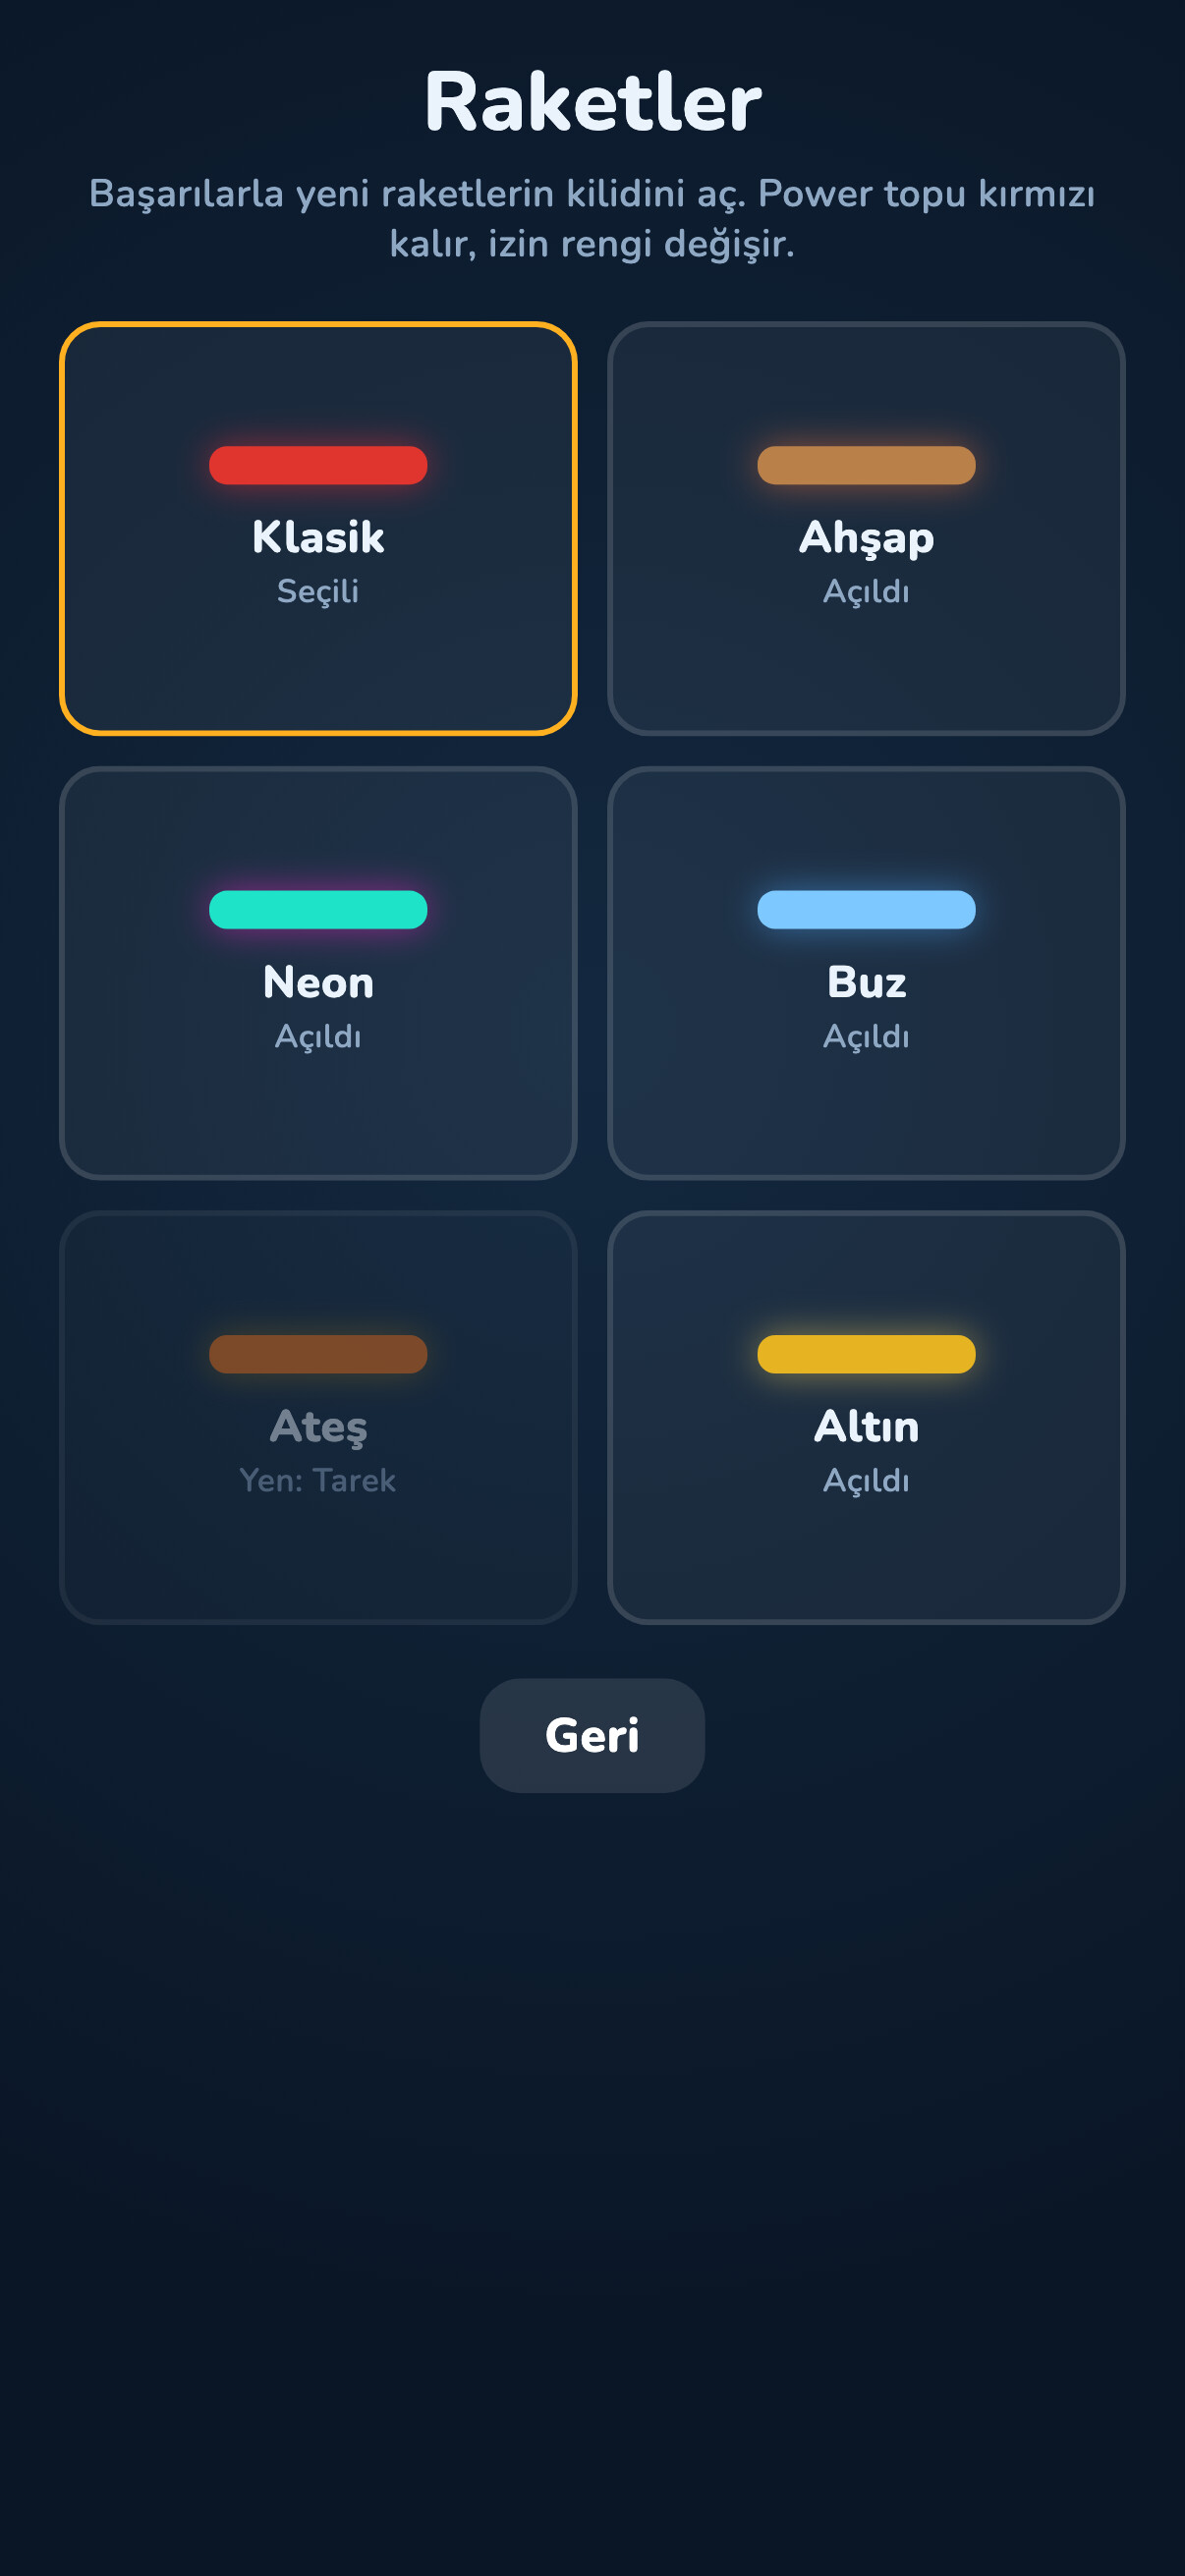 Raketler
Başarılarla yeni raketlerin kilidini aç. Power topu kırmızı
kalır, izin rengi değişir.
Klasik
Seçili
Ahşap
Açıldı
Neon
Açıldı
Buz
Açıldı
Ateş
Yen: Tarek
Altın
Açıldı
Geri